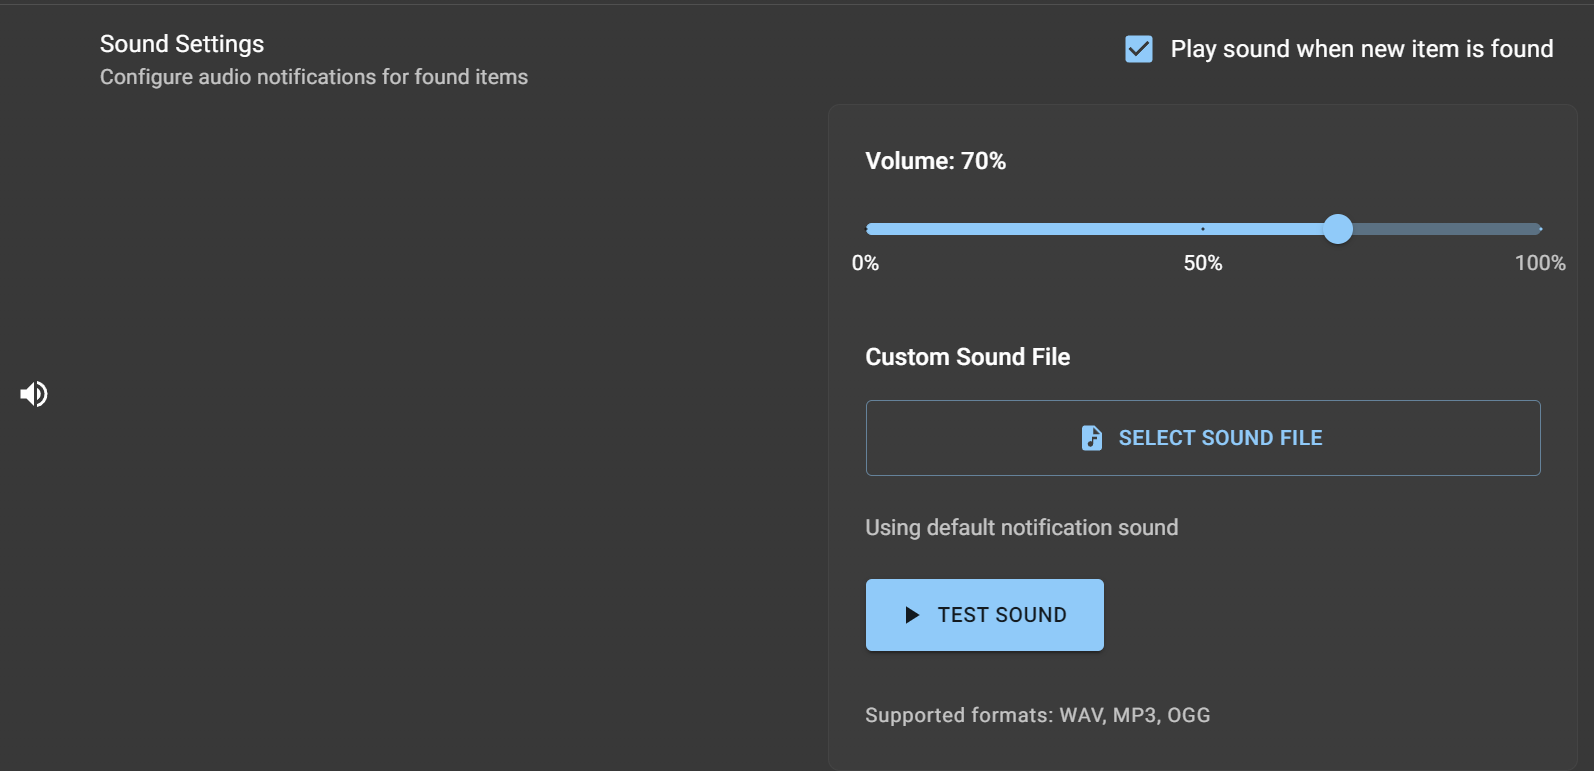 Sound Settings
Configure audio notifications for found items
Play sound when new item is found
Volume: 70%
0% 50% 100%
Custom Sound File
SELECT SOUND FILE
Using default notification sound
TEST SOUND
Supported formats: WAV, MP3, OGG